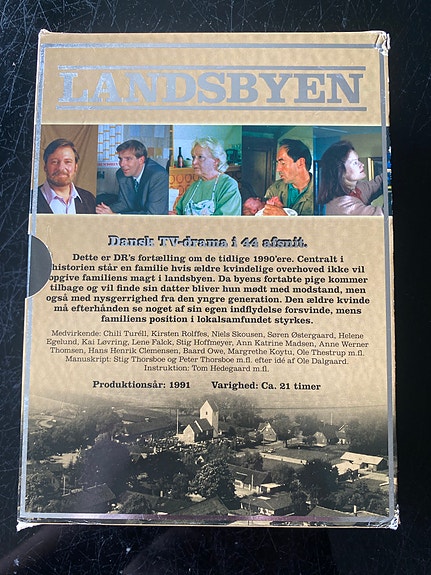 LANDSBYEN
Dansk TV-drama i 44 afsnit.
Dette er DR's fortælling om de tidlige 1990'ere. Centralt i
historien står en familie hvis ældre kvindelige overhoved ikke vil
opgive familiens magt i landsbyen. Da byens fortabte pige kommer
tilbage og vil finde sin datter bliver hun mødt med modstand, men
også med nysgerrighed fra den yngre generation. Den ældre kvinde
må efterhånden se noget af sin egen indflydelse forsvinde, mens
familiens position i lokalsamfundet styrkes.
Medvirkende: Chili Turéll, Kirsten Rolffes, Niels Skousen, Søren Østergaard, Helene
Egelund, Kai Løvring, Lene Falck, Stig Hoffmeyer, Ann Katrine Madsen, Anne Werner
Thomsen, Hans Henrik Clemensen, Baard Owe, Margrethe Koytu, Ole Thestrup m.fl.
Manuskript: Stig Thorsboe og Peter Thorsboe m.fl. efter idé af Ole Dalgaard.
Instruktion: Tom Hedegaard m.fl.
Produktionsår: 1991 Varighed: Ca. 21 timer